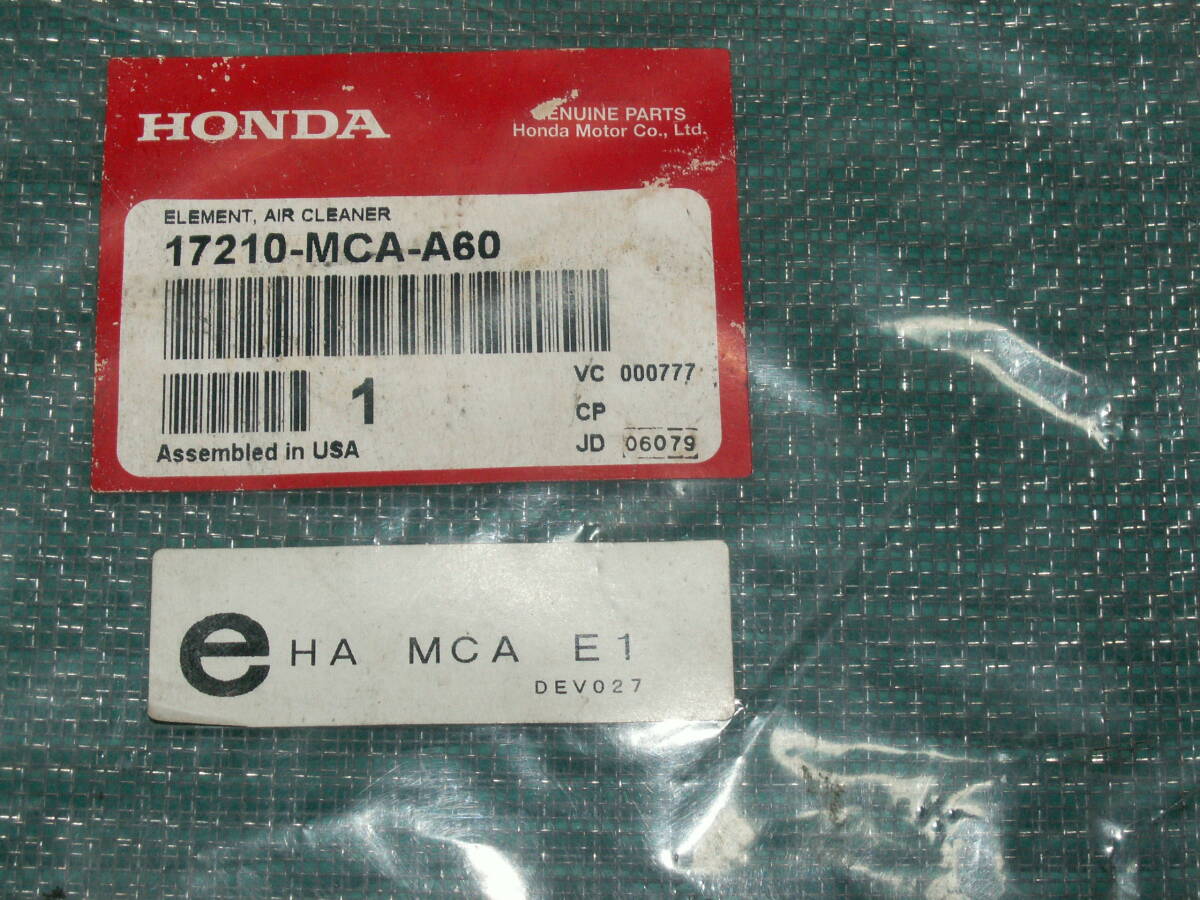 HONDA
GENUINE PARTS
Honda Motor Co., Ltd.
ELEMENT, AIR CLEANER
17210-MCA-A60
1
VC 000777
CP
Assembled in USA
JD 06079
e HA MCA E1
DEV027